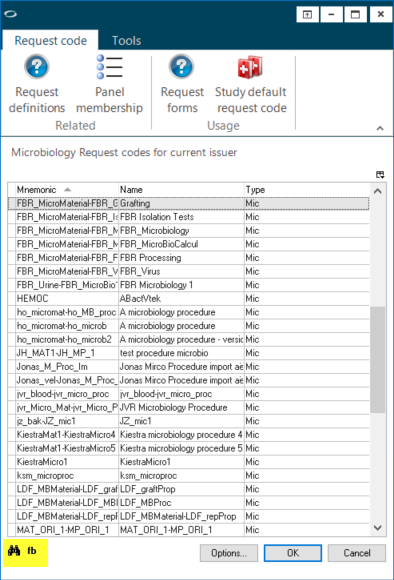 Request code Tools
Request definitions Panel membership Request forms Study default request code
Related Usage
Microbiology Request codes for current issuer
Mnemonic Name Type
FBR_MicroMaterial-FBR_G Grafting Mic
FBR_MicroMaterial-FBR_Is FBR Isolation Tests Mic
FBR_MicroMaterial-FBR_M FBR_Microbiology Mic
FBR_MicroMaterial-FBR_M FBR_MicroBioCalcul Mic
FBR_MicroMaterial-FBR_F FBR Processing Mic
FBR_MicroMaterial-FBR_V FBR_Virus Mic
FBR_Urine-FBR_MicroBio FBR Microbiology 1 Mic
HEMOC ABactVtek Mic
ho_micromat-ho_MB_proc A microbiology procedure Mic
ho_micromat-ho_microb A microbiology procedure Mic
ho_micromat-ho_microb2 A microbiology procedure - versic Mic
JH_MAT1-JH_MP_1 test procedure microbio Mic
Jonas_M_Proc_Im Jonas Mirco Procedure import ae Mic
Jonas_vel-Jonas_M_Proc_ Jonas Mirco Procedure import ae Mic
jvr_blood-jvr_micro_proc jvr_blood-jvr_micro_proc Mic
jvr_Micro_Mat-jvr_Micro_P JVR Microbiology Procedure Mic
jz_bak-JZ_mic1 JZ_mic1 Mic
KiestraMat1-KiestraMicro4 Kiestra microbiology procedure 4 Mic
KiestraMat1-KiestraMicro5 Kiestra microbiology procedure 5 Mic
KiestraMicro1 KiestraMicro1 Mic
ksm_microproc ksm_microproc Mic
LDF_MBMaterial-LDF_graf LDF_graftProp Mic
LDF_MBMaterial-LDF_MBI LDF_MBProc Mic
LDF_MBMaterial-LDF_repf LDF_MBMaterial-LDF_repProp Mic
MAT_ORI_1-MP_ORI_1 MAT_ORI_1-MP_ORI_1 Mic
fb Options... OK Cancel